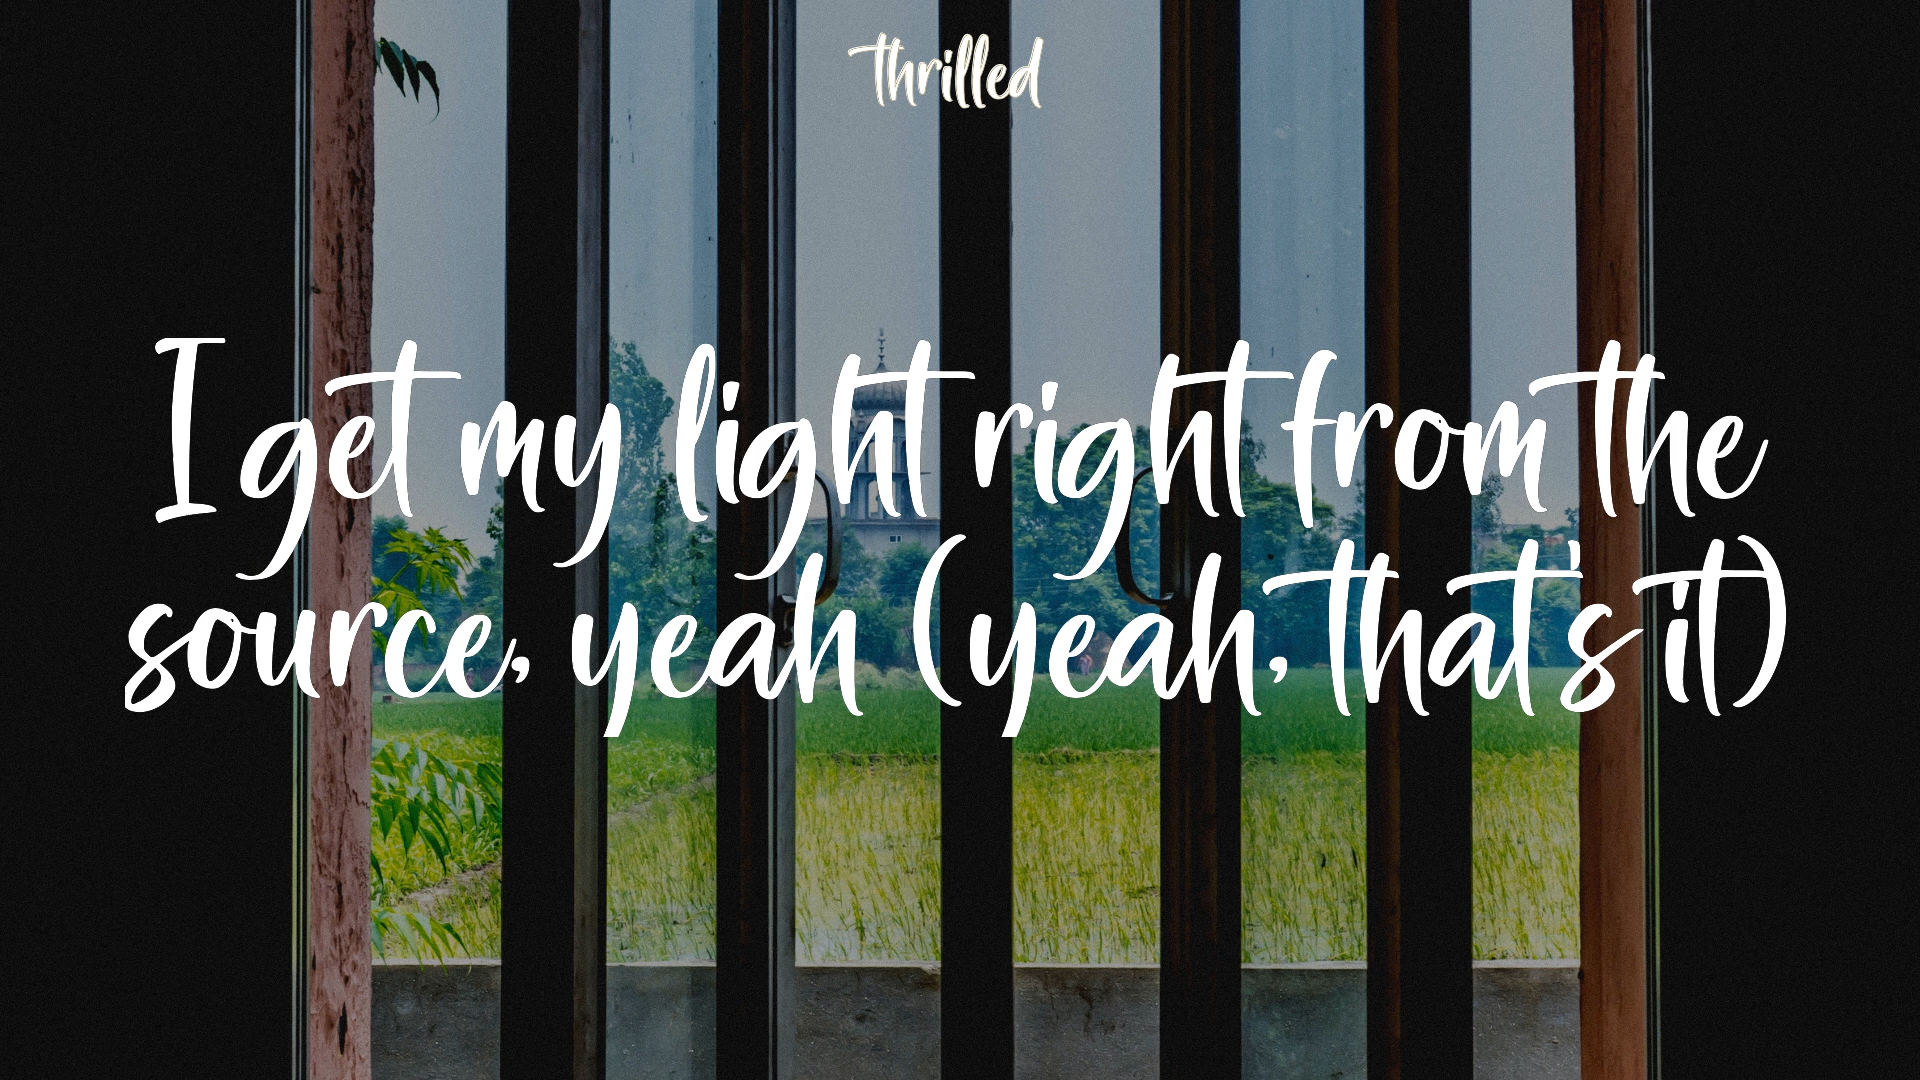 thrilled
I get my light right from the
source, yeah (yeah, that's it)